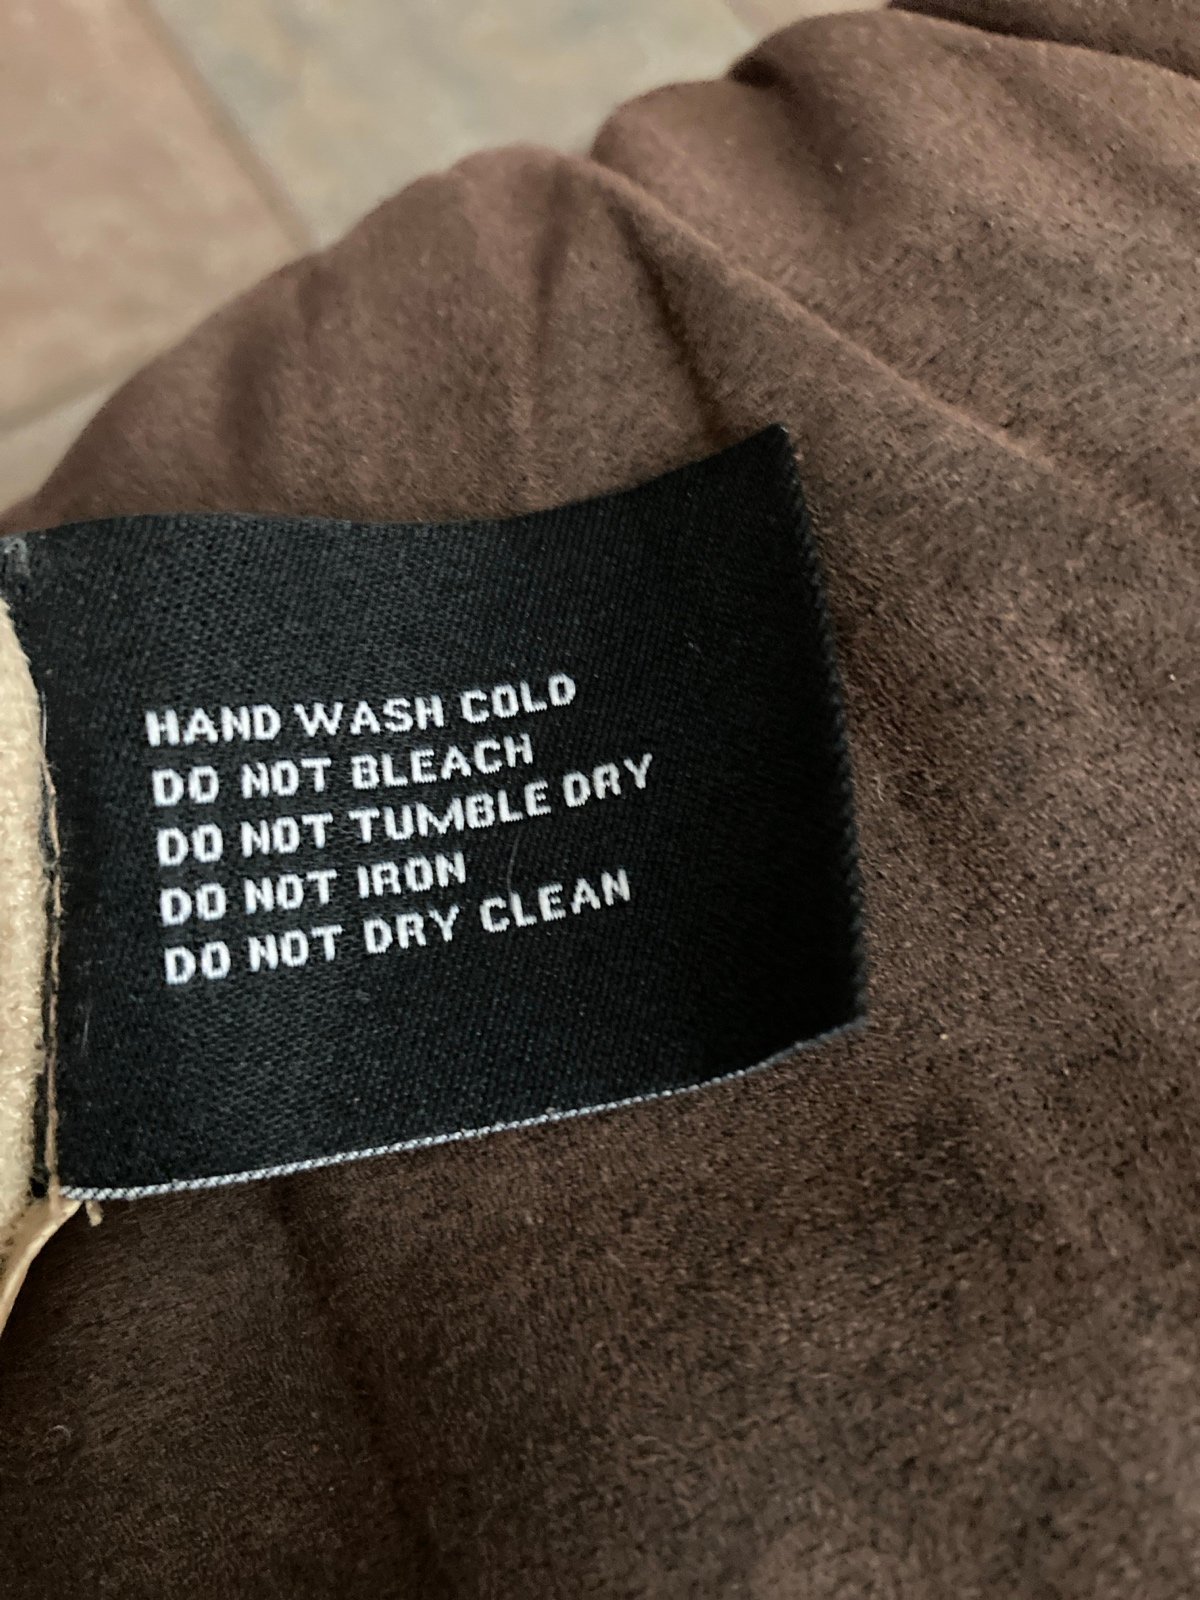 HAND WASH COLD
DO NOT BLEACH
DO NOT TUMBLE DRY
DO NOT IRON
DO NOT DRY CLEAN